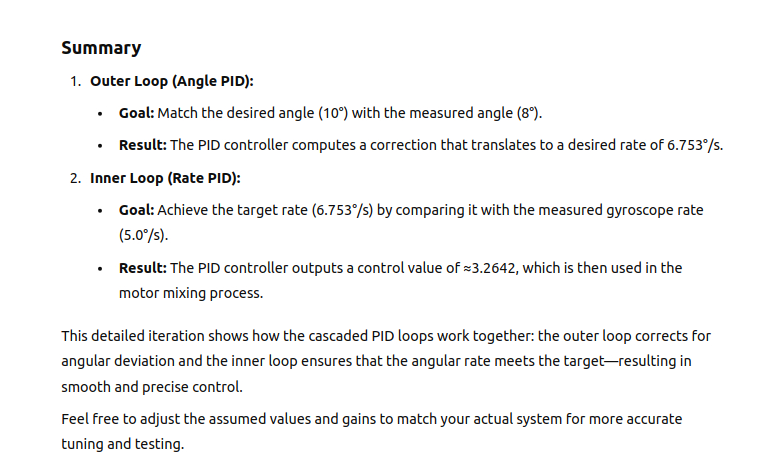 Summary
1. Outer Loop (Angle PID):
• Goal: Match the desired angle (10°) with the measured angle (8°).
• Result: The PID controller computes a correction that translates to a desired rate of 6.753°/s.
2. Inner Loop (Rate PID):
• Goal: Achieve the target rate (6.753°/s) by comparing it with the measured gyroscope rate
(5.0°/s).
• Result: The PID controller outputs a control value of ≈3.2642, which is then used in the
motor mixing process.
This detailed iteration shows how the cascaded PID loops work together: the outer loop corrects for
angular deviation and the inner loop ensures that the angular rate meets the target—resulting in
smooth and precise control.
Feel free to adjust the assumed values and gains to match your actual system for more accurate
tuning and testing.